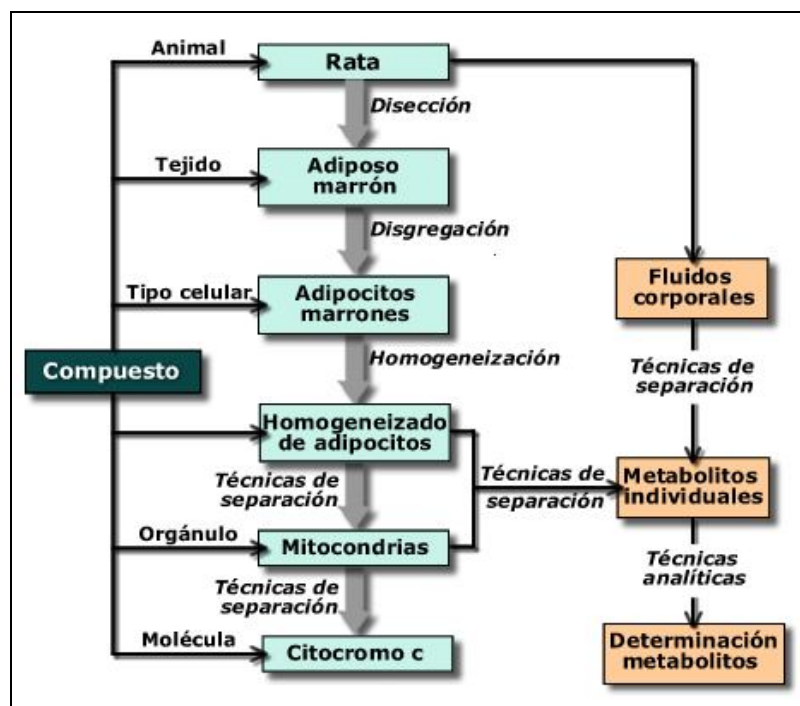 Animal
Rata
Disección
Tejido
Adiposo
marrón
Disgregación
Tipo celular
Adipocitos
marrones
Fluidos
corporales
Compuesto
Homogeneización
Técnicas de
separación
Homogeneizado
de adipocitos
Técnicas de
separación
Técnicas de
separación
Metabolitos
individuales
Orgánulo
Mitocondrias
Técnicas
analíticas
Técnicas de
separación
Molécula
Citocromo c
Determinación
metabolitos